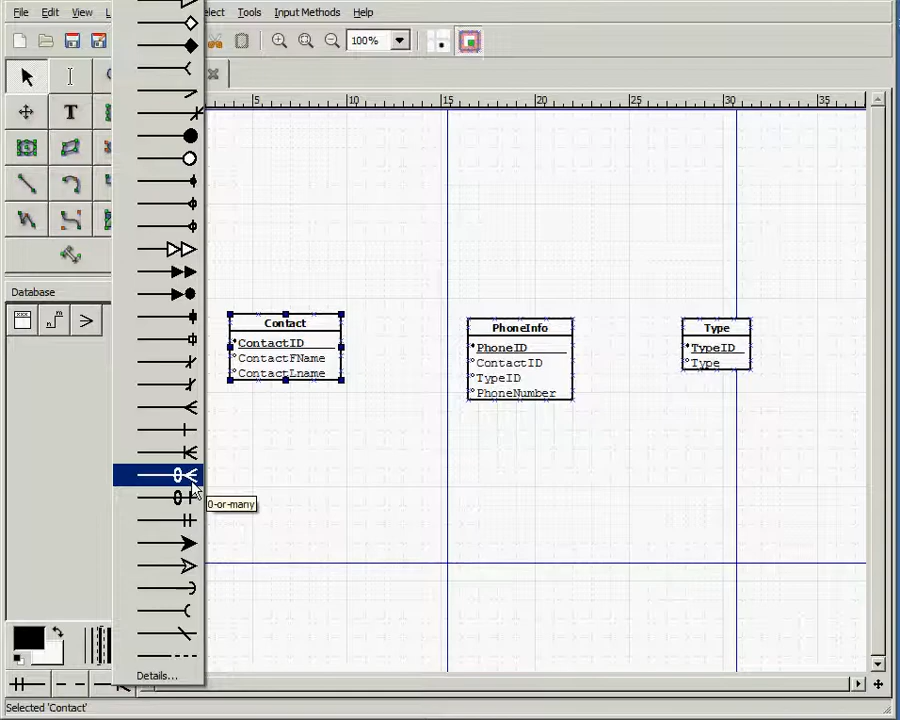 File Edit View L elect Tools Input Methods Help
100%
5 10 15 20 25 30 35
T
Database
Contact
ContactID
ContactFName
ContactLname
PhoneInfo
PhoneID
ContactID
TypeID
PhoneNumber
Type
TypeID
Type
0-or-many
Details...
Selected 'Contact'